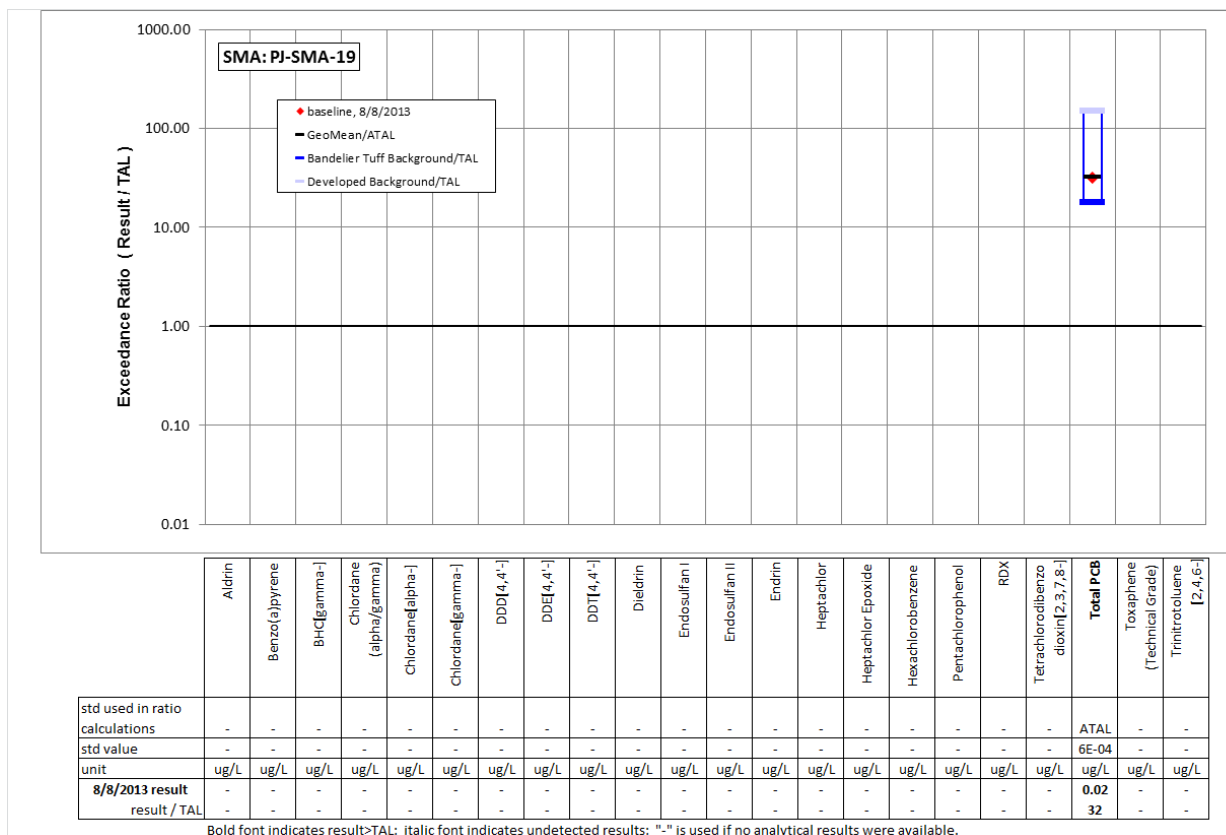 1000.00
SMA: PJ-SMA-19
baseline, 8/8/2013
GeoMean/ATAL
Bandelier Tuff Background/TAL
Developed Background/TAL
100.00
10.00
1.00
0.10
0.01
Exceedance Ratio ( Result / TAL )
Aldrin
Benzo(a)pyrene
BHC[gamma-]
Chlordane (alpha/gamma)
Chlordane[alpha-]
Chlordane[gamma-]
DDD[4,4'-]
DDE[4,4'-]
DDT[4,4'-]
Dieldrin
Endosulfan I
Endosulfan II
Endrin
Heptachlor
Heptachlor Epoxide
Hexachlorobenzene
Pentachlorophenol
RDX
Tetrachlorodibenzo dioxin[2,3,7,8-]
Total PCB
Toxaphene (Technical Grade)
Trinitrotoluene [2,4,6-]
std used in ratio
calculations - - - - - - - - - - - - - - - - - - - ATAL - -
std value - - - - - - - - - - - - - - - - - - - 6E-04 - -
unit ug/L ug/L ug/L ug/L ug/L ug/L ug/L ug/L ug/L ug/L ug/L ug/L ug/L ug/L ug/L ug/L ug/L ug/L ug/L ug/L ug/L ug/L
8/8/2013 result - - - - - - - - - - - - - - - - - - - 0.02 - -
result / TAL - - - - - - - - - - - - - - - - - - - 32 - -
Bold font indicates result>TAL; italic font indicates undetected results; "-" is used if no analytical results were available.